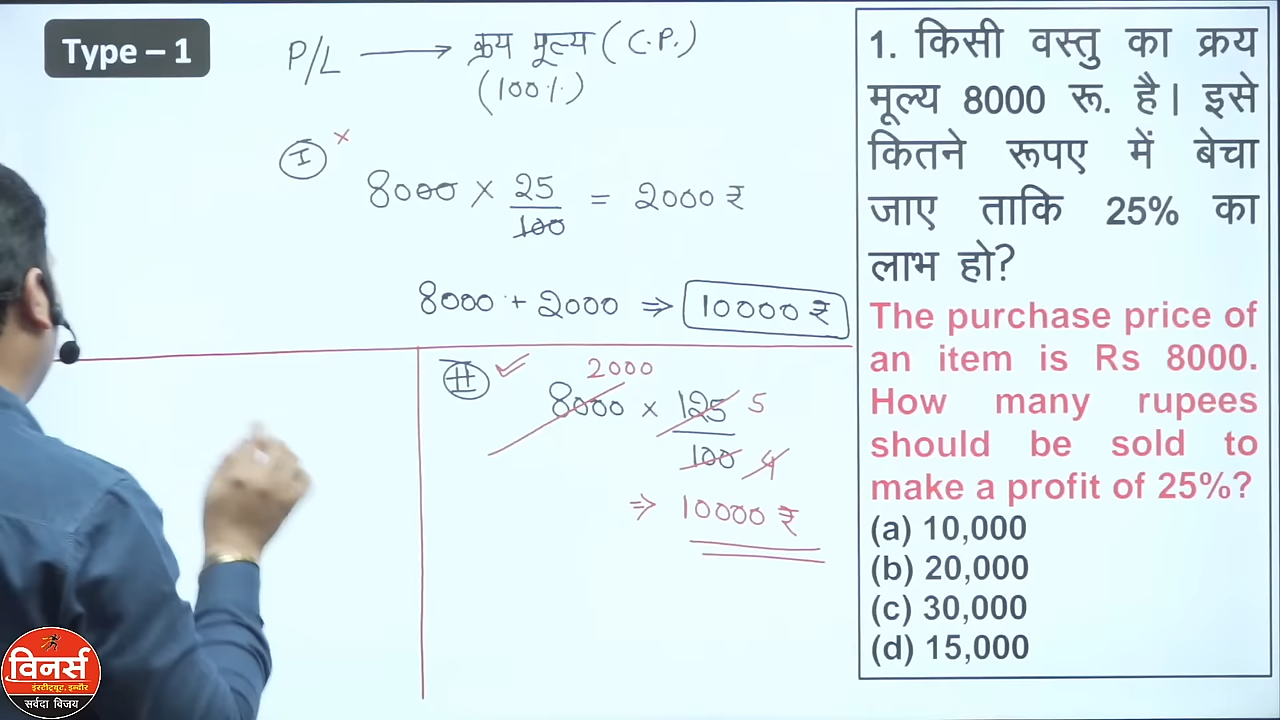 Type – 1
P/L ⟶ क्रय मूल्य (C.P.)
(100%)
I ×
8000 × 25/100 = 2000 ₹
8000 + 2000 ⇒ 10000 ₹
II ✓
2000
8000 × 125/100 5 4
⇒ 10000 ₹
1. किसी वस्तु का क्रय
मूल्य 8000 रू. है। इसे
कितने रूपए में बेचा
जाए ताकि 25% का
लाभ हो?
The purchase price of
an item is Rs 8000.
How many rupees
should be sold to
make a profit of 25%?
(a) 10,000
(b) 20,000
(c) 30,000
(d) 15,000
विनर्स
इंस्टीट्यूट, इन्दौर
सर्वदा विजय